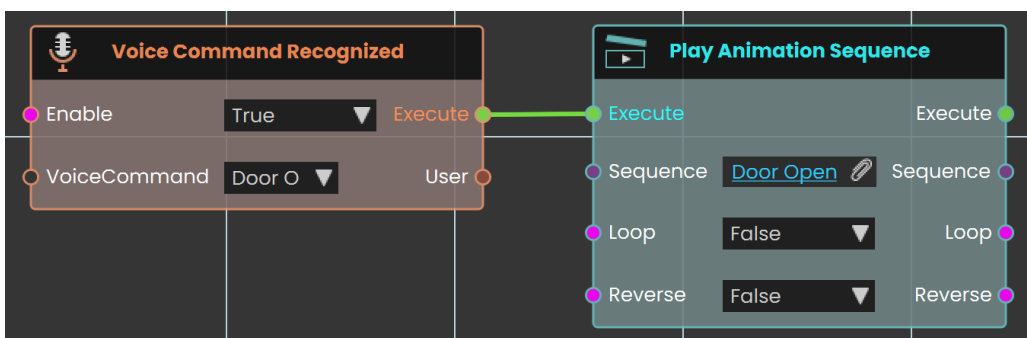 Voice Command Recognized
Enable True Execute
VoiceCommand Door O User
Play Animation Sequence
Execute Execute
Sequence Door Open Sequence
Loop False Loop
Reverse False Reverse